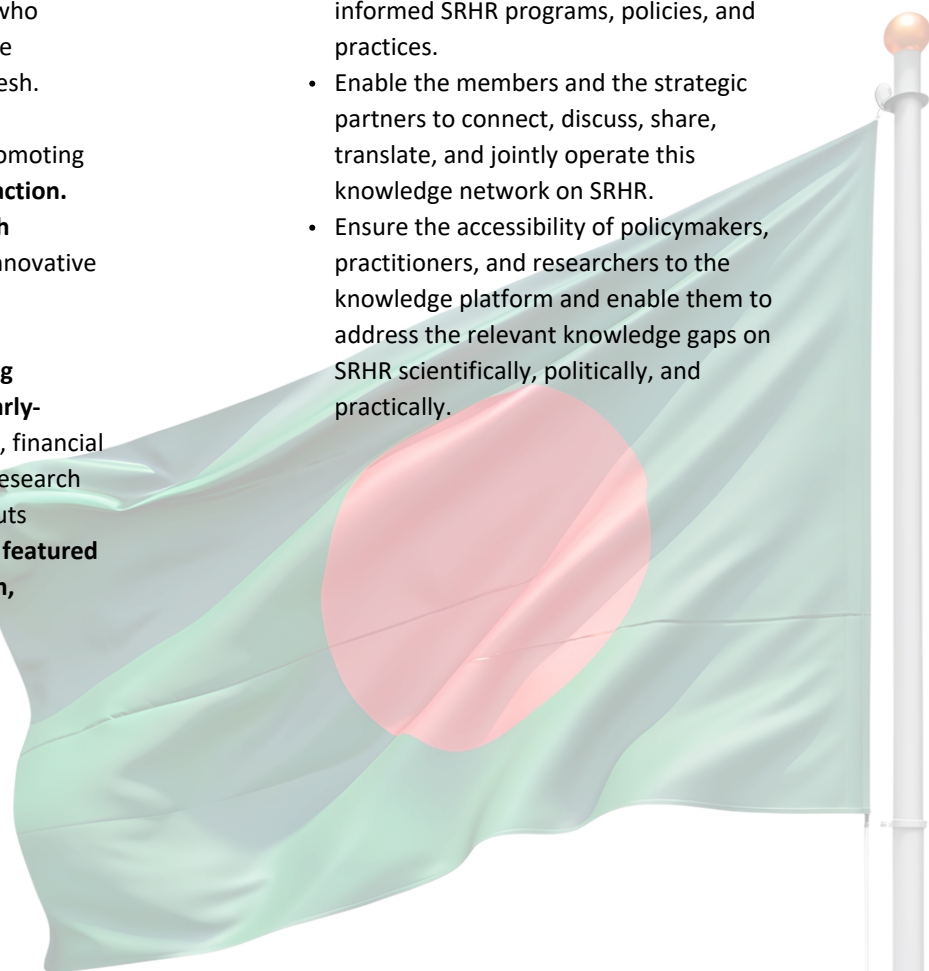 who
e
esh.
omoting
ction.
h
novative
g
rly-
, financial
esearch
uts
featured
n,
informed SRHR programs, policies, and
practices.
• Enable the members and the strategic
partners to connect, discuss, share,
translate, and jointly operate this
knowledge network on SRHR.
• Ensure the accessibility of policymakers,
practitioners, and researchers to the
knowledge platform and enable them to
address the relevant knowledge gaps on
SRHR scientifically, politically, and
practically.